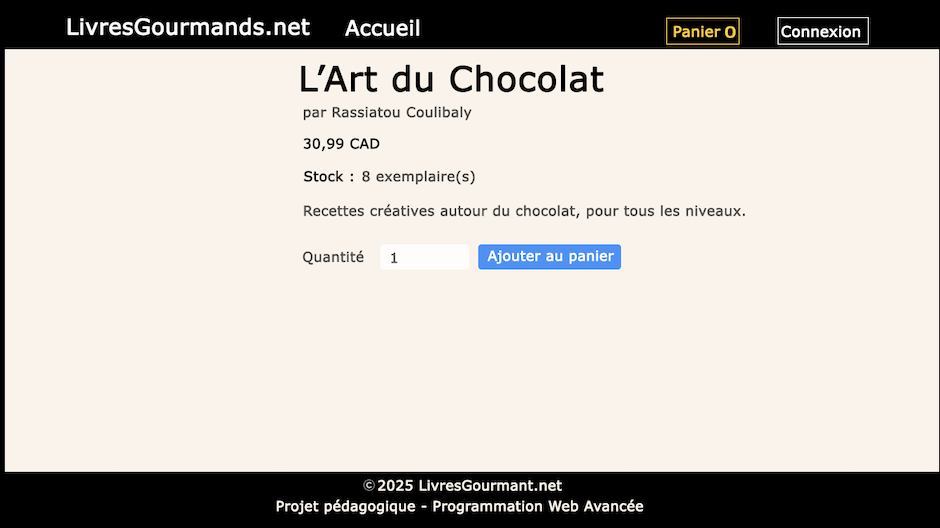 LivresGourmands.net Accueil Panier 0 Connexion
L’Art du Chocolat
par Rassiatou Coulibaly
30,99 CAD
Stock : 8 exemplaire(s)
Recettes créatives autour du chocolat, pour tous les niveaux.
Quantité 1 Ajouter au panier
© 2025 LivresGourmant.net
Projet pédagogique - Programmation Web Avancée